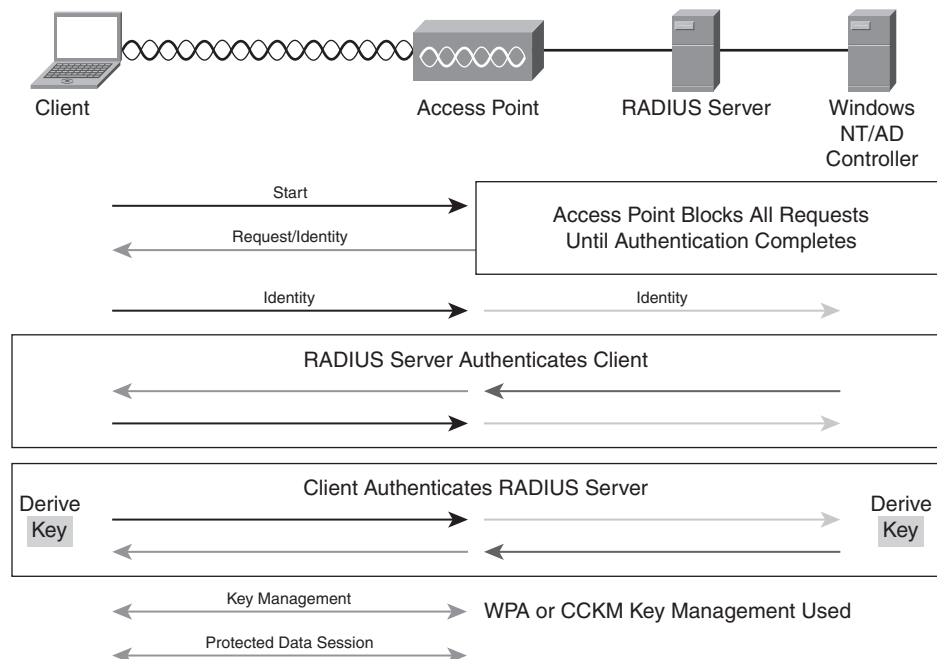 Client
Access Point
RADIUS Server
Windows
NT/AD
Controller
Start
Access Point Blocks All Requests
Until Authentication Completes
Request/Identity
Identity
Identity
RADIUS Server Authenticates Client
Client Authenticates RADIUS Server
Derive
Key
Derive
Key
Key Management
WPA or CCKM Key Management Used
Protected Data Session